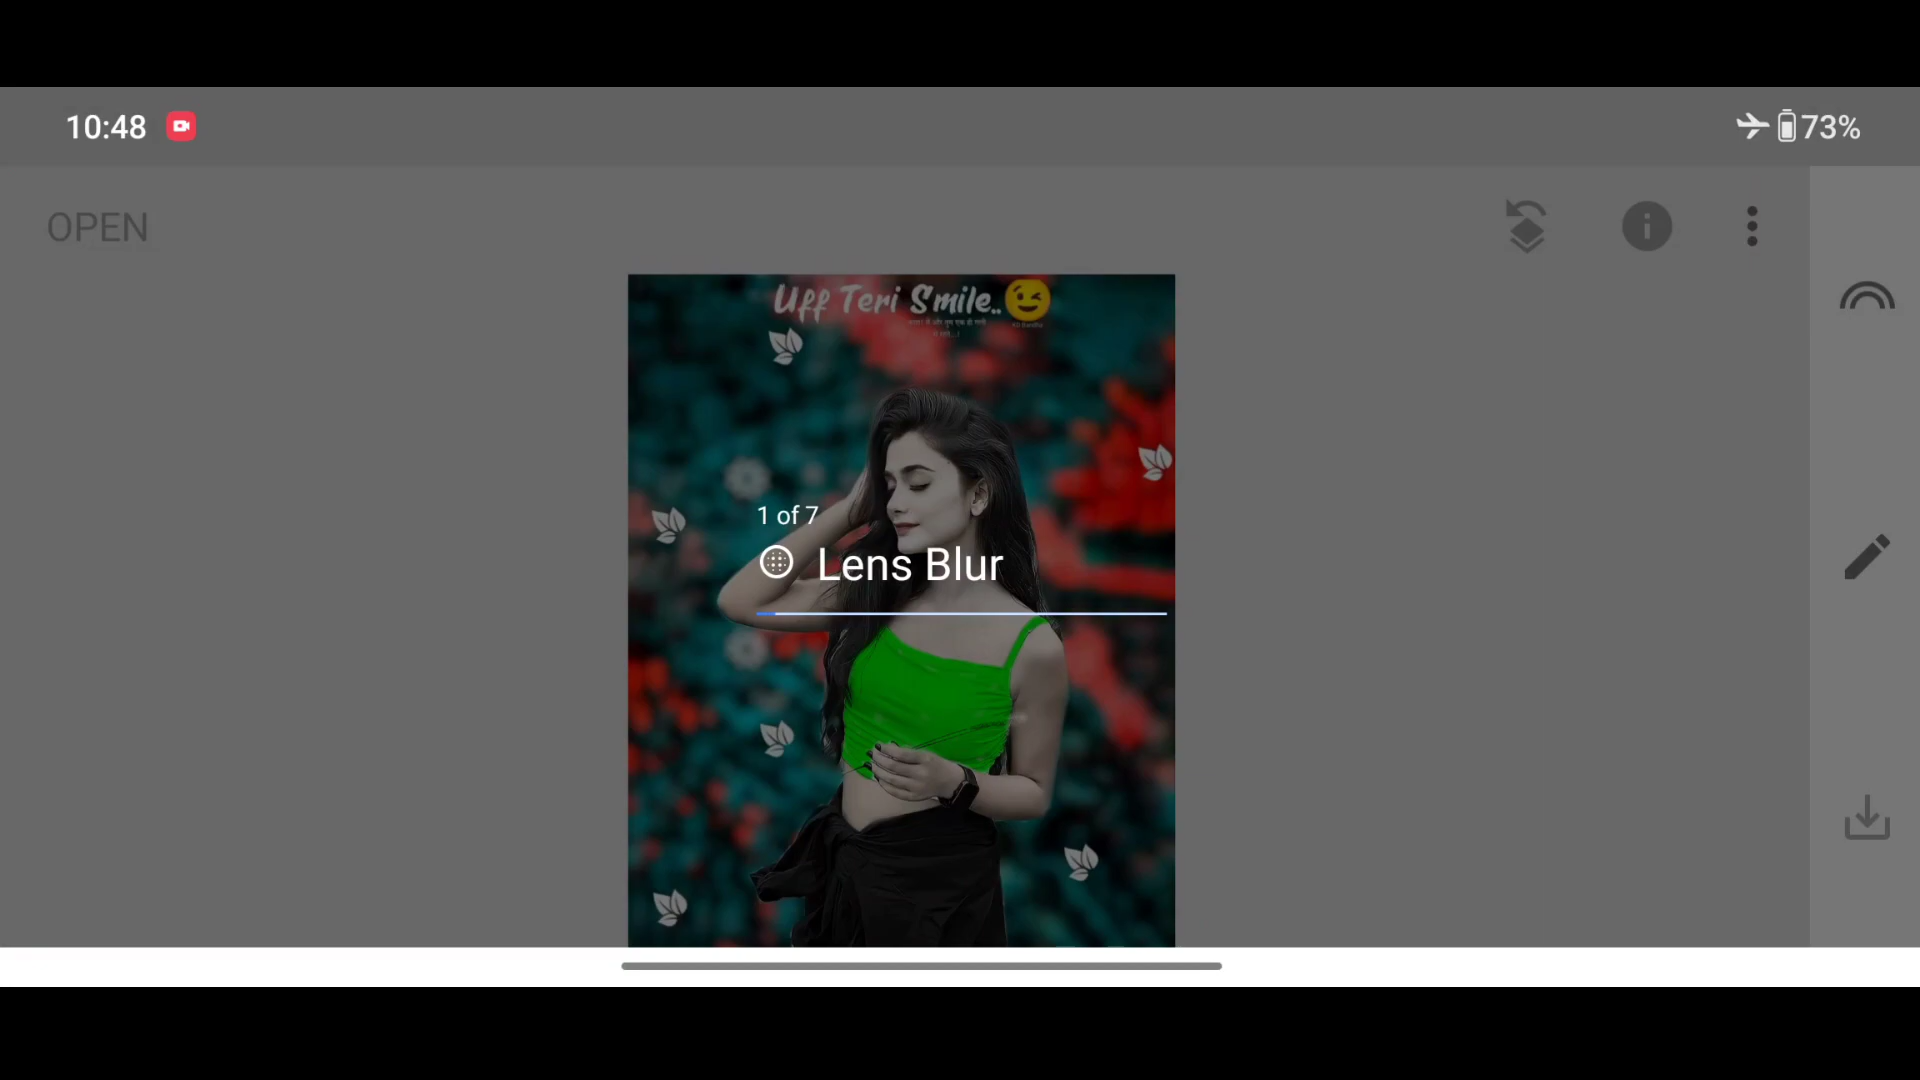 10:48
73%
OPEN
Uff Teri Smile..
1 of 7
Lens Blur